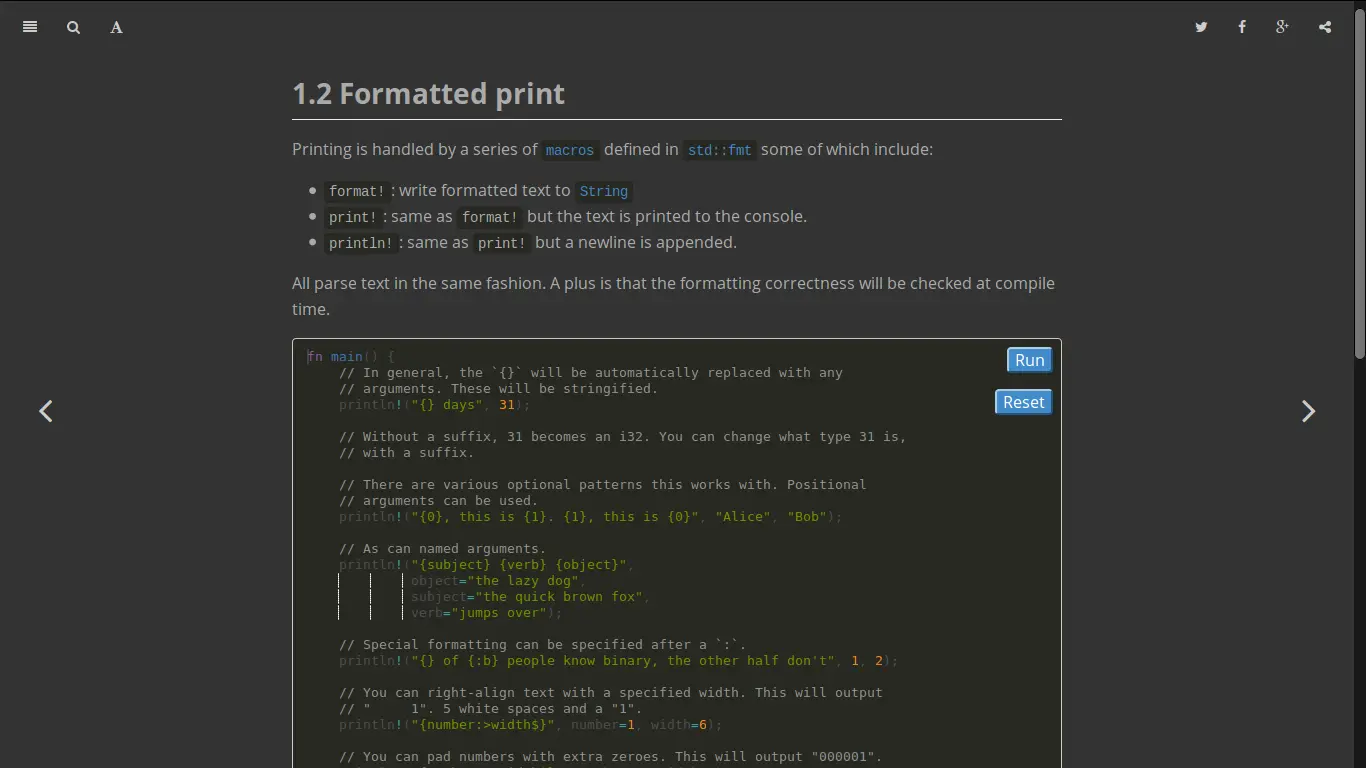 A
1.2 Formatted print
Printing is handled by a series of macros defined in std::fmt some of which include:
format! : write formatted text to String
print! : same as format! but the text is printed to the console.
println! : same as print! but a newline is appended.
All parse text in the same fashion. A plus is that the formatting correctness will be checked at compile
time.
Run
Reset
fn main() {
    // In general, the `{}` will be automatically replaced with any
    // arguments. These will be stringified.
    println!("{} days", 31);
    // Without a suffix, 31 becomes an i32. You can change what type 31 is,
    // with a suffix.
    // There are various optional patterns this works with. Positional
    // arguments can be used.
    println!("{0}, this is {1}. {1}, this is {0}", "Alice", "Bob");
    // As can named arguments.
    println!("{subject} {verb} {object}",
             object="the lazy dog",
             subject="the quick brown fox",
             verb="jumps over");
    // Special formatting can be specified after a `:`.
    println!("{} of {:b} people know binary, the other half don't", 1, 2);
    // You can right-align text with a specified width. This will output
    // "     1". 5 white spaces and a "1".
    println!("{number:>width$}", number=1, width=6);
    // You can pad numbers with extra zeroes. This will output "000001".